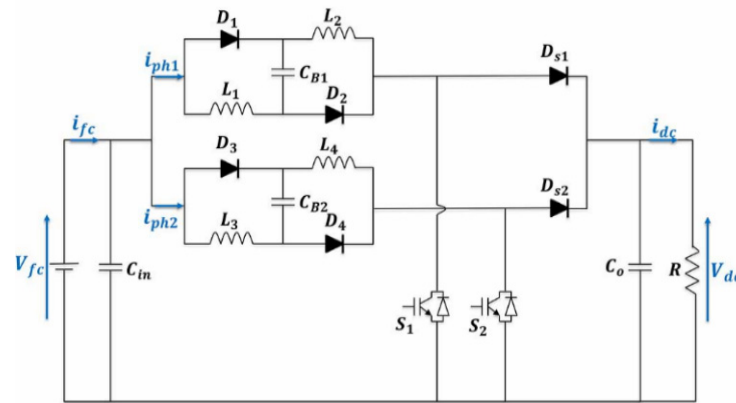 D1
L2
iph1
CB1
Ds1
L1
D2
ifc
D3
L4
idc
Ds2
iph2
CB2
D4
L3
Vfc
Cin
Co
R
Vdc
S1
S2